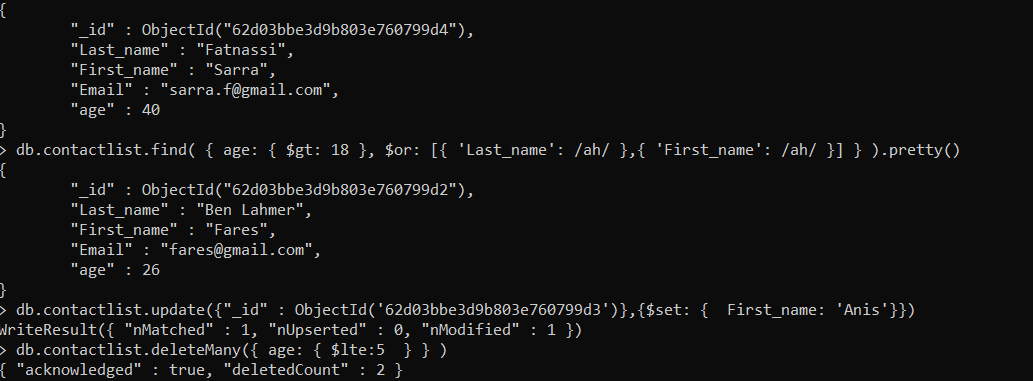 {
        "_id" : ObjectId("62d03bbe3d9b803e760799d4"),
        "Last_name" : "Fatnassi",
        "First_name" : "Sarra",
        "Email" : "sarra.f@gmail.com",
        "age" : 40
}
> db.contactlist.find( { age: { $gt: 18 }, $or: [{ 'Last_name': /ah/ },{ 'First_name': /ah/ }] } ).pretty()
{
        "_id" : ObjectId("62d03bbe3d9b803e760799d2"),
        "Last_name" : "Ben Lahmer",
        "First_name" : "Fares",
        "Email" : "fares@gmail.com",
        "age" : 26
}
> db.contactlist.update({"_id" : ObjectId('62d03bbe3d9b803e760799d3')},{$set: {  First_name: 'Anis'}})
WriteResult({ "nMatched" : 1, "nUpserted" : 0, "nModified" : 1 })
> db.contactlist.deleteMany({ age: { $lte:5  } } )
{ "acknowledged" : true, "deletedCount" : 2 }